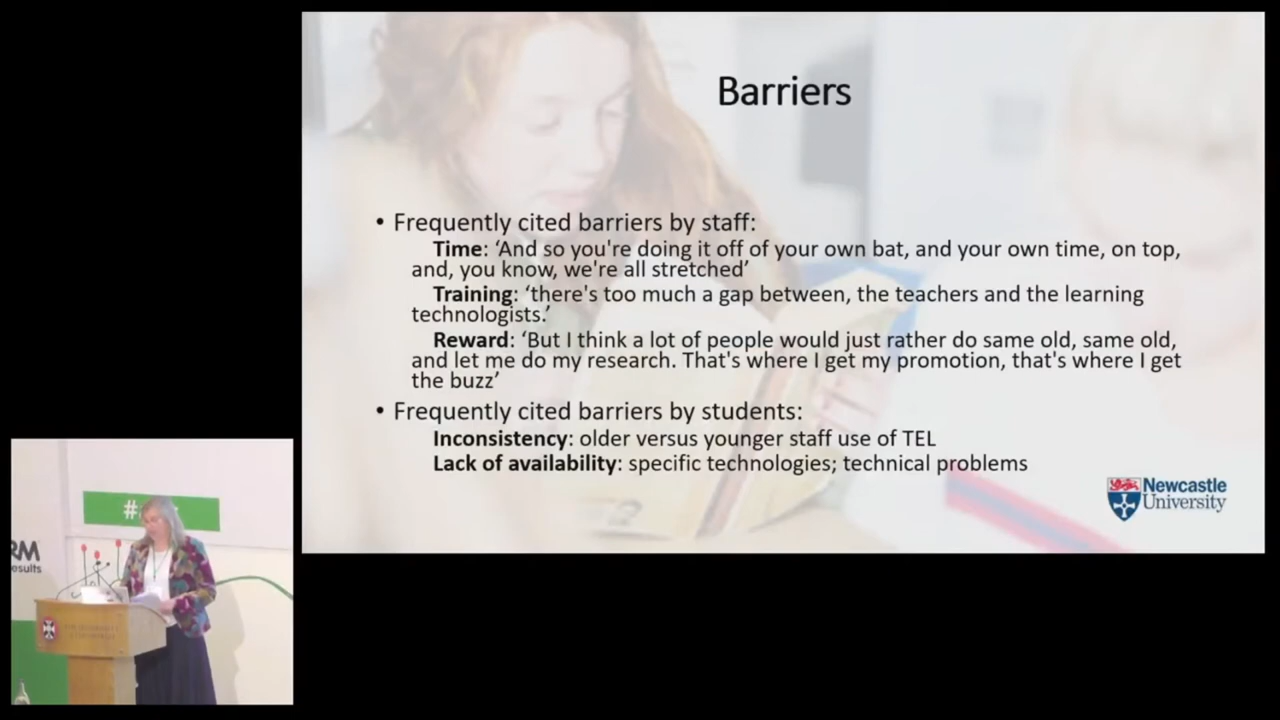 Barriers
• Frequently cited barriers by staff:
Time: ‘And so you're doing it off of your own bat, and your own time, on top,
and, you know, we're all stretched’
Training: ‘there's too much a gap between, the teachers and the learning
technologists.’
Reward: ‘But I think a lot of people would just rather do same old, same old,
and let me do my research. That's where I get my promotion, that's where I get
the buzz’
• Frequently cited barriers by students:
Inconsistency: older versus younger staff use of TEL
Lack of availability: specific technologies; technical problems
Newcastle
University
#
RM
esults